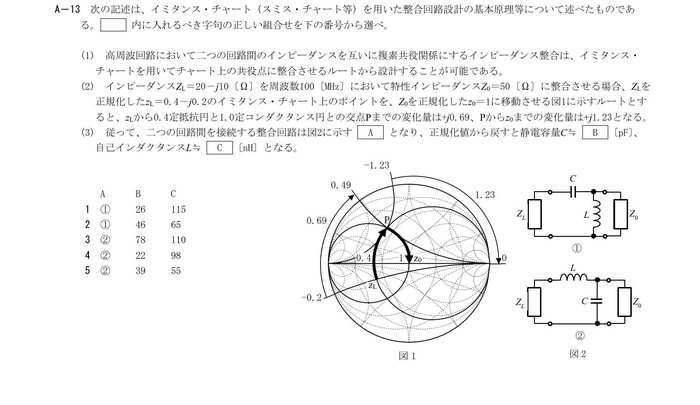 A－13 次の記述は、イミタンス・チャート（スミス・チャート等）を用いた整合回路設計の基本原理等について述べたものであ
る。□内に入れるべき字句の正しい組合せを下の番号から選べ。
(1) 高周波回路において二つの回路間のインピーダンスを互いに複素共役関係にするインピーダンス整合は、イミタンス・
チャートを用いてチャート上の共役点に整合させるルートから設計することが可能である。
(2) インピーダンスZL=20－j10〔Ω〕を周波数100〔MHz〕において特性インピーダンスZ0=50〔Ω〕に整合させる場合、ZLを
正規化したzL=0.4－j0.2のイミタンス・チャート上のポイントを、Z0を正規化したz0=1に移動させる図1に示すルートとす
ると、zLから0.4定抵抗円と1.0定コンダクタンス円との交点Pまでの変化量は+j0.69、Pからz0までの変化量は+j1.23となる。
(3) 従って、二つの回路間を接続する整合回路は図2に示す A となり、正規化値から戻すと静電容量C≒ B 〔pF〕、
自己インダクタンスL≒ C 〔nH〕となる。
A B C
1 ① 26 115
2 ① 46 65
3 ② 78 110
4 ② 22 98
5 ② 39 55
-1.23
0.49
1.23
0.69
P
0.4
1
z0
0
zL
-0.2
図1
C
ZL
L
Z0
①
L
ZL
C
Z0
②
図2